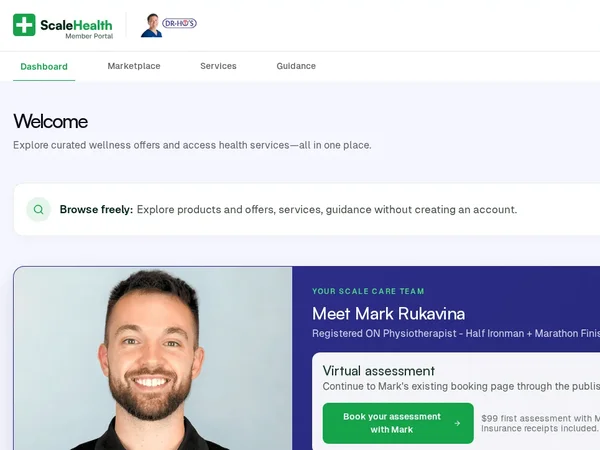 ScaleHealth
Member Portal
DR-HO'S
Dashboard Marketplace Services Guidance
Welcome
Explore curated wellness offers and access health services—all in one place.
Browse freely: Explore products and offers, services, guidance without creating an account.
YOUR SCALE CARE TEAM
Meet Mark Rukavina
Registered ON Physiotherapist - Half Ironman + Marathon Finis
Virtual assessment
Continue to Mark's existing booking page through the publis
Book your assessment
with Mark →
$99 first assessment with M
Insurance receipts included.